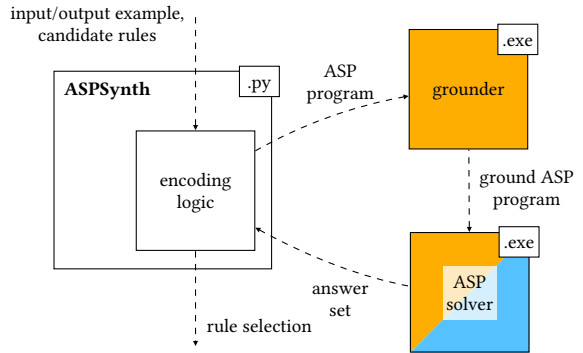 input/output example,
candidate rules
ASPSynth
.py
encoding
logic
rule selection
ASP
program
.exe
grounder
ground ASP
program
.exe
ASP
solver
answer
set